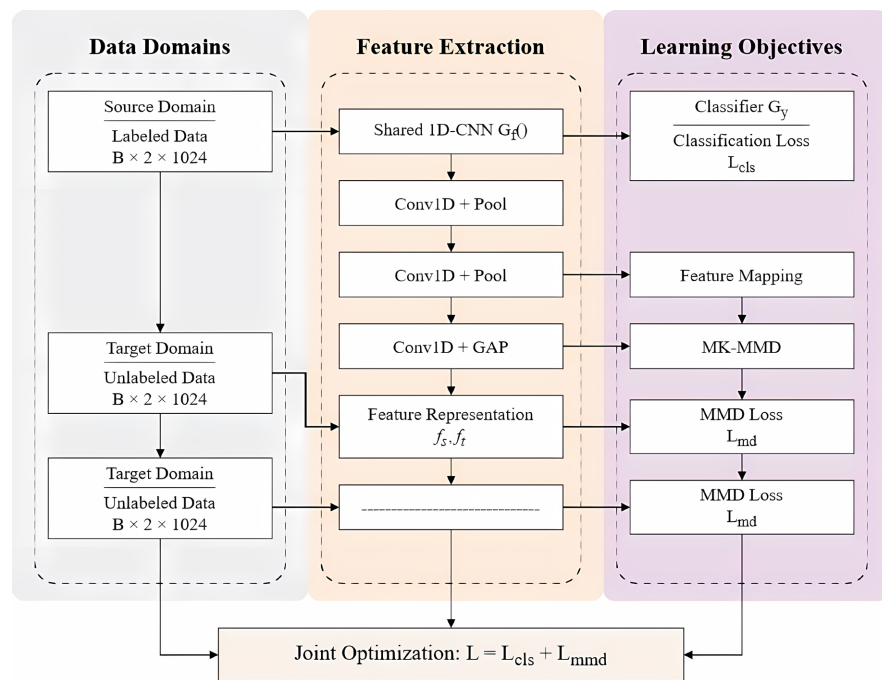 Data Domains
Source Domain
Labeled Data
B × 2 × 1024
Target Domain
Unlabeled Data
B × 2 × 1024
Target Domain
Unlabeled Data
B × 2 × 1024
Feature Extraction
Shared 1D-CNN G_f()
Conv1D + Pool
Conv1D + Pool
Conv1D + GAP
Feature Representation
f_s, f_t
Learning Objectives
Classifier G_y
Classification Loss
L_cls
Feature Mapping
MK-MMD
MMD Loss
L_md
MMD Loss
L_md
Joint Optimization: L = L_cls + L_mmd